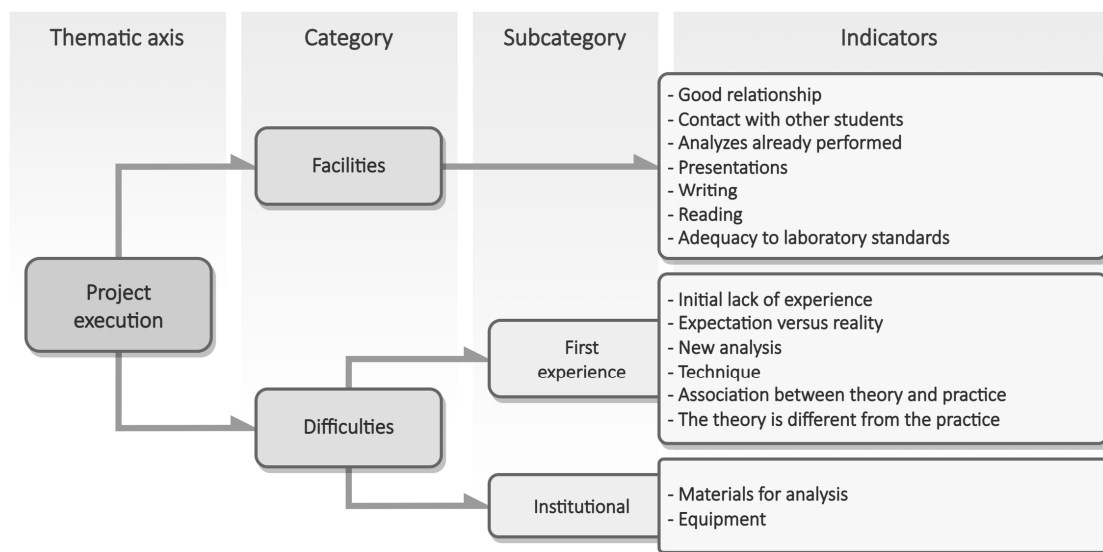 Thematic axis
Category
Subcategory
Indicators
Project
execution
Facilities
- Good relationship
- Contact with other students
- Analyzes already performed
- Presentations
- Writing
- Reading
- Adequacy to laboratory standards
Difficulties
First
experience
- Initial lack of experience
- Expectation versus reality
- New analysis
- Technique
- Association between theory and practice
- The theory is different from the practice
Institutional
- Materials for analysis
- Equipment